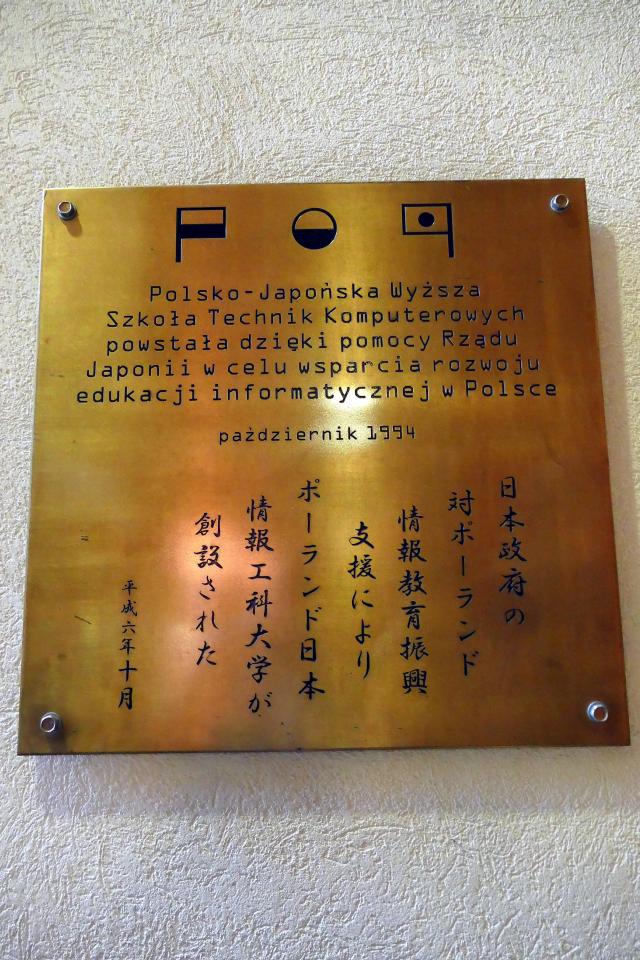 Polsko-Japońska Wyższa
Szkoła Technik Komputerowych
powstała dzięki pomocy Rządu
Japonii w celu wsparcia rozwoju
edukacji informatycznej w Polsce
październik 1994
日本政府の
対ポーランド
情報教育振興
支援により
ポーランド日本
情報工科大学が
創設された
平成六年十月